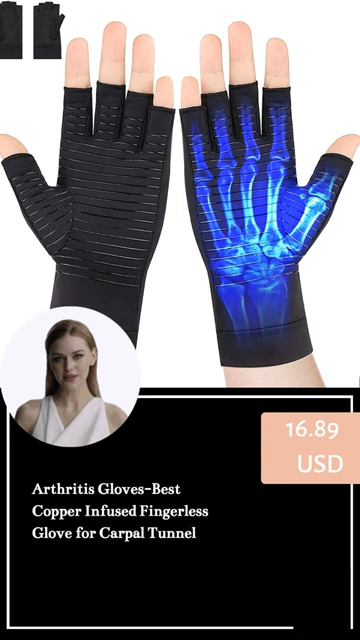 16.89
USD
Arthritis Gloves-Best
Copper Infused Fingerless
Glove for Carpal Tunnel